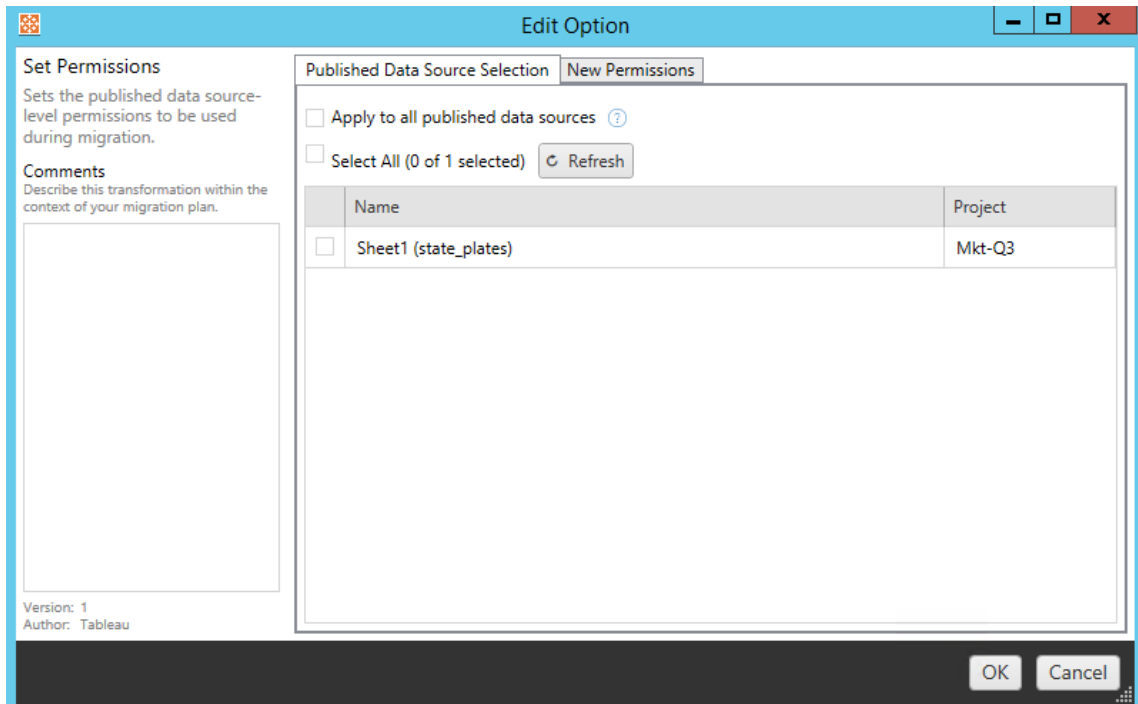 Edit Option
Set Permissions
Sets the published data source-
level permissions to be used
during migration.
Comments
Describe this transformation within the
context of your migration plan.
Version: 1
Author: Tableau
Published Data Source Selection
New Permissions
Apply to all published data sources ?
Select All (0 of 1 selected)
Refresh
Name
Project
Sheet1 (state_plates)
Mkt-Q3
OK
Cancel